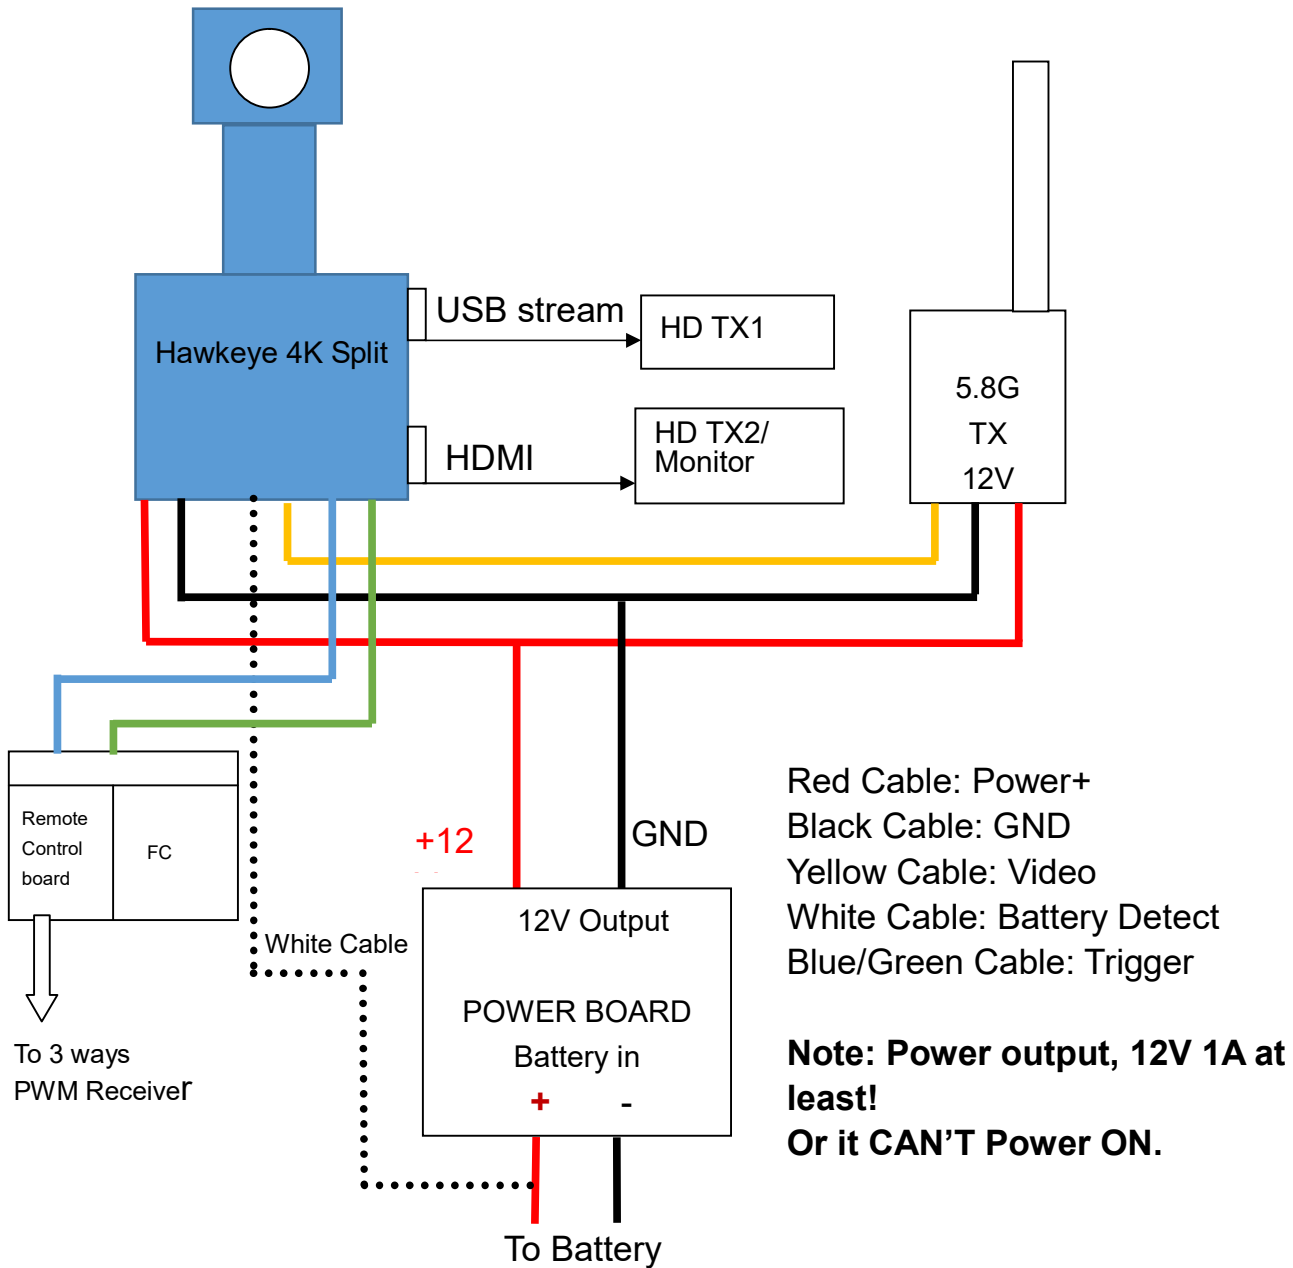 USB stream
HD TX1
Hawkeye 4K Split
5.8G
TX
12V
HD TX2/
Monitor
HDMI
Remote
Control
board
FC
+12
GND
Red Cable: Power+
Black Cable: GND
Yellow Cable: Video
White Cable: Battery Detect
Blue/Green Cable: Trigger
12V Output
White Cable
POWER BOARD
Battery in
+ -
To 3 ways
PWM Receiver
Note: Power output, 12V 1A at
least!
Or it CAN’T Power ON.
To Battery